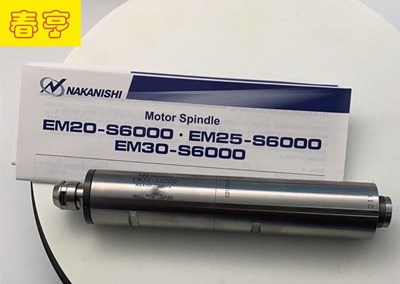 春亨
NAKANISHI
Motor Spindle
EM20-S6000・EM25-S6000
EM30-S6000